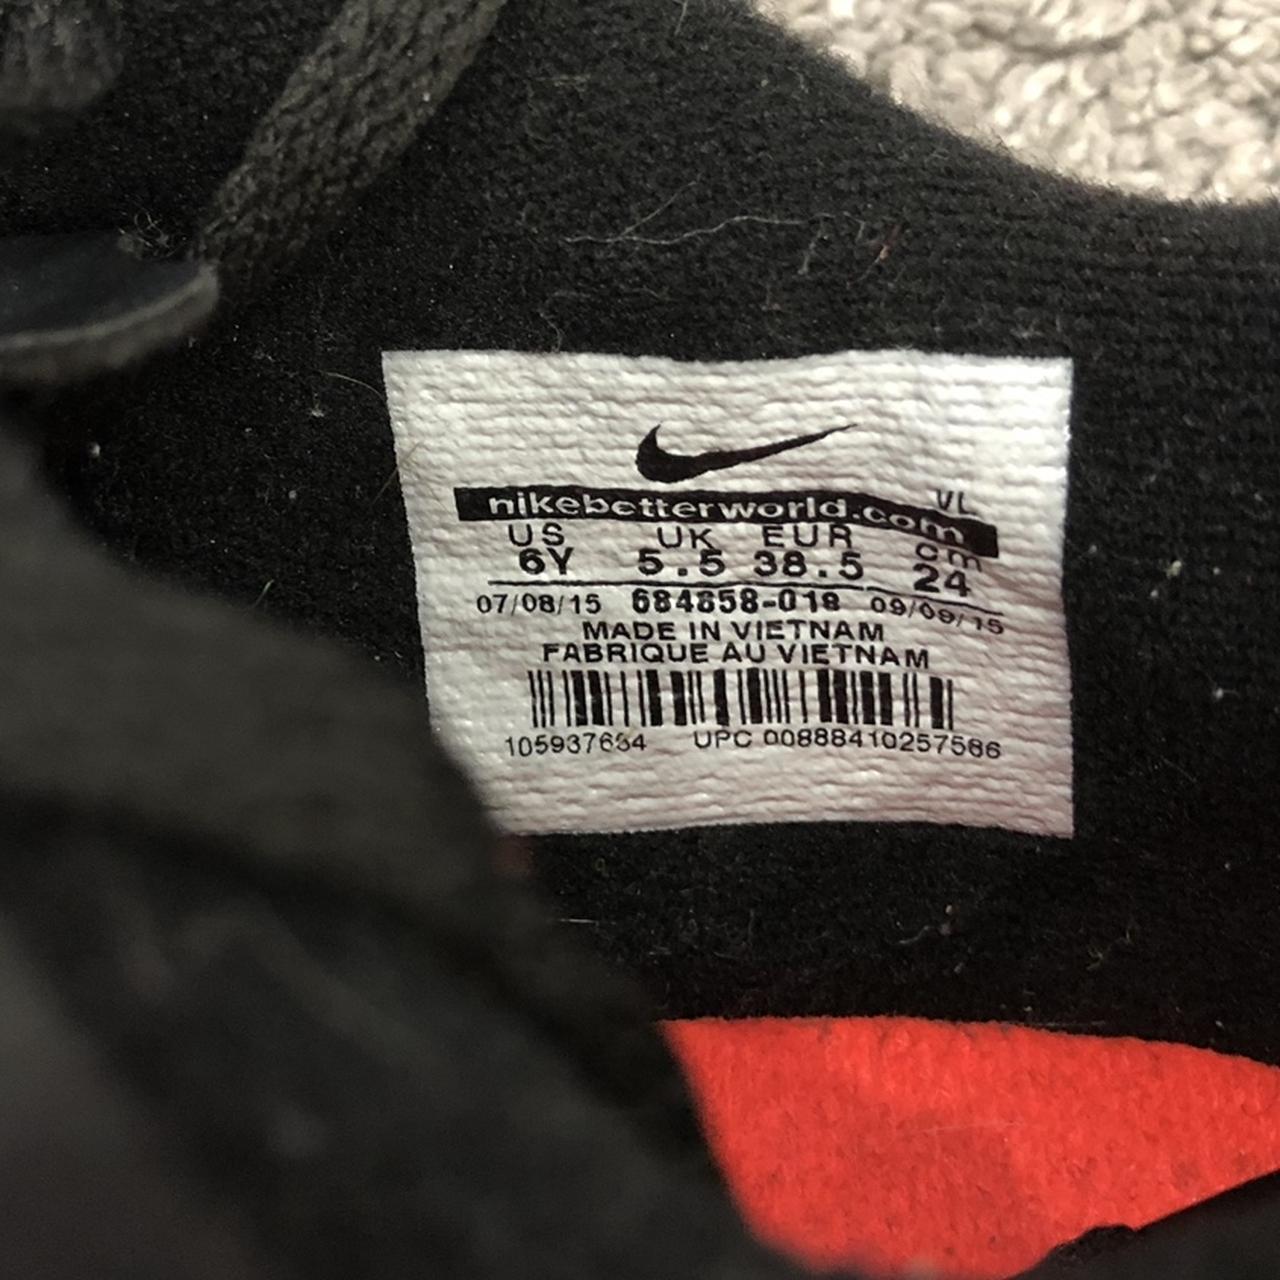 nikebetterworld.com VL
US UK EUR cm
6Y 5.5 38.5 24
07/08/15 684858-018 09/09/15
MADE IN VIETNAM
FABRIQUE AU VIETNAM
105937634 UPC 00888410257586